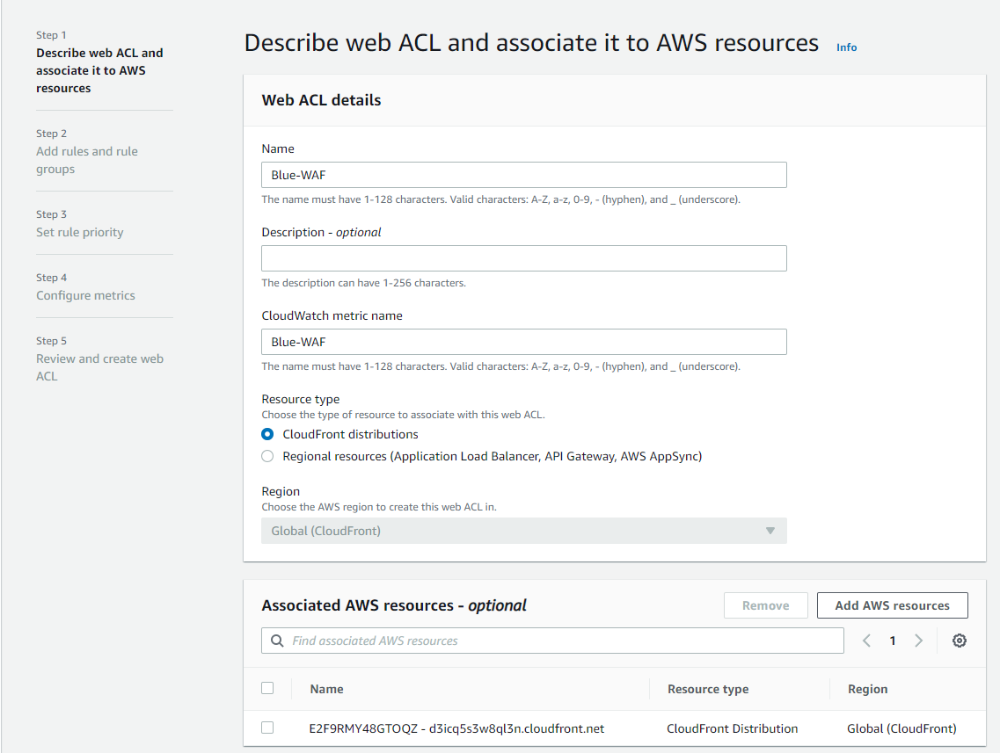 Step 1
Describe web ACL and
associate it to AWS
resources
Step 2
Add rules and rule
groups
Step 3
Set rule priority
Step 4
Configure metrics
Step 5
Review and create web
ACL
Describe web ACL and associate it to AWS resources Info
Web ACL details
Name
Blue-WAF
The name must have 1-128 characters. Valid characters: A-Z, a-z, 0-9, - (hyphen), and _ (underscore).
Description - optional
The description can have 1-256 characters.
CloudWatch metric name
Blue-WAF
The name must have 1-128 characters. Valid characters: A-Z, a-z, 0-9, - (hyphen), and _ (underscore).
Resource type
Choose the type of resource to associate with this web ACL.
CloudFront distributions
Regional resources (Application Load Balancer, API Gateway, AWS AppSync)
Region
Choose the AWS region to create this web ACL in.
Global (CloudFront)
Associated AWS resources - optional Remove Add AWS resources
Find associated AWS resources 1
Name Resource type Region
E2F9RMY48GTOQZ - d3icq5s3w8ql3n.cloudfront.net CloudFront Distribution Global (CloudFront)